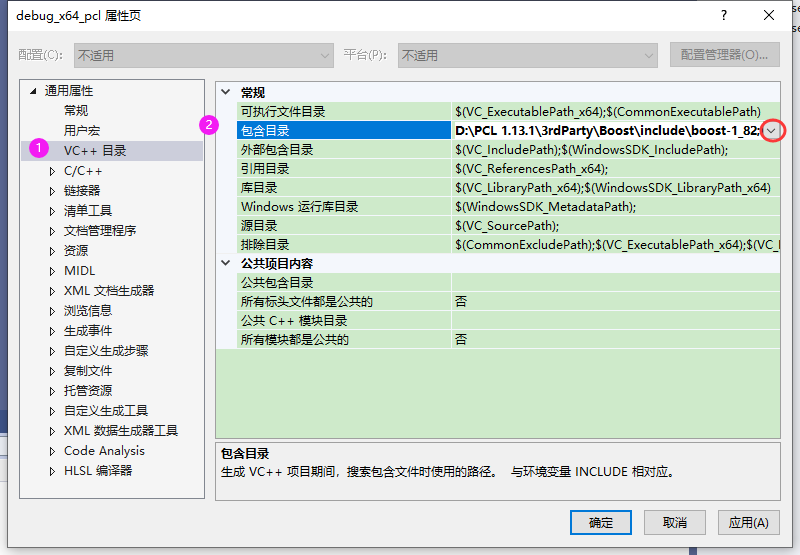 debug_x64_pcl 属性页
?
配置(C):
不适用
平台(P):
不适用
配置管理器(O)...
通用属性
常规
用户宏
1
VC++ 目录
C/C++
链接器
清单工具
文档管理程序
资源
MIDL
XML 文档生成器
浏览信息
生成事件
自定义生成步骤
复制文件
托管资源
自定义生成工具
XML 数据生成器工具
Code Analysis
HLSL 编译器
常规
可执行文件目录 $(VC_ExecutablePath_x64);$(CommonExecutablePath)
2
包含目录 D:\PCL 1.13.1\3rdParty\Boost\include\boost-1_82;
外部包含目录 $(VC_IncludePath);$(WindowsSDK_IncludePath);
引用目录 $(VC_ReferencesPath_x64);
库目录 $(VC_LibraryPath_x64);$(WindowsSDK_LibraryPath_x64)
Windows 运行库目录 $(WindowsSDK_MetadataPath);
源目录 $(VC_SourcePath);
排除目录 $(CommonExcludePath);$(VC_ExecutablePath_x64);$(VC_
公共项目内容
公共包含目录
所有标头文件都是公共的 否
公共 C++ 模块目录
所有模块都是公共的 否
包含目录
生成 VC++ 项目期间，搜索包含文件时使用的路径。 与环境变量 INCLUDE 相对应。
确定
取消
应用(A)